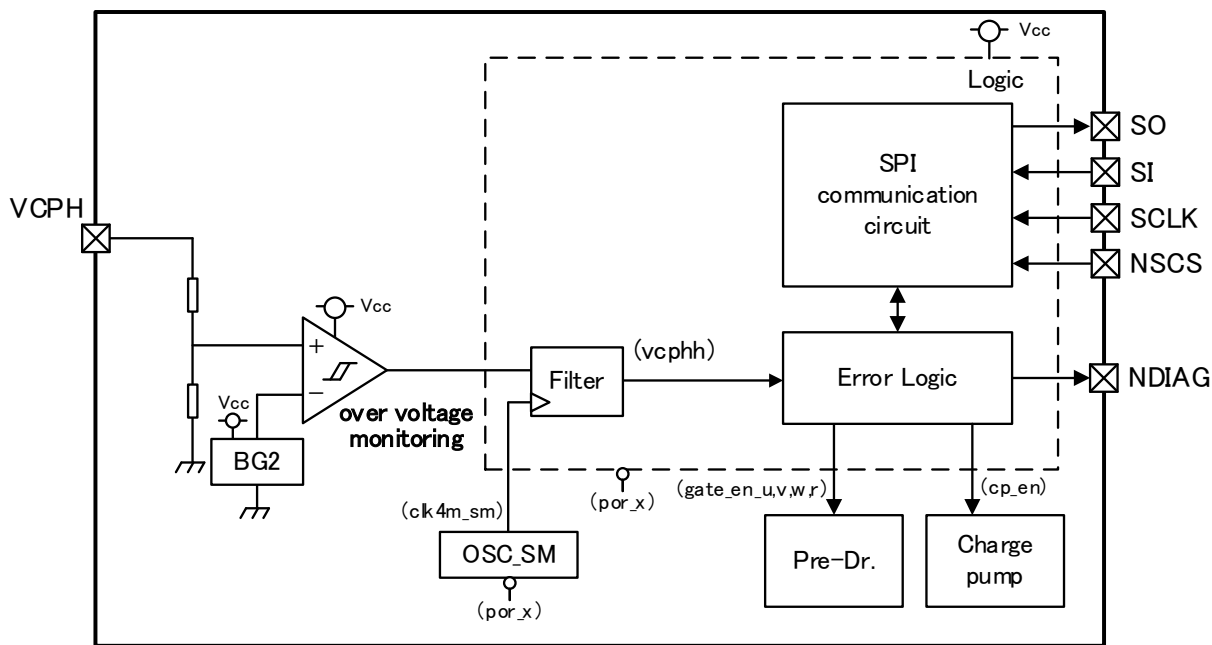 Vcc
Logic
SO
SPI
communication
circuit
SI
VCPH
SCLK
NSCS
Vcc
+
(vcphh)
Filter
Error Logic
NDIAG
−
Vcc
over voltage
monitoring
BG2
(gate_en_u,v,w,r)
(cp_en)
(por_x)
(clk4m_sm)
OSC_SM
Pre-Dr.
Charge
pump
(por_x)